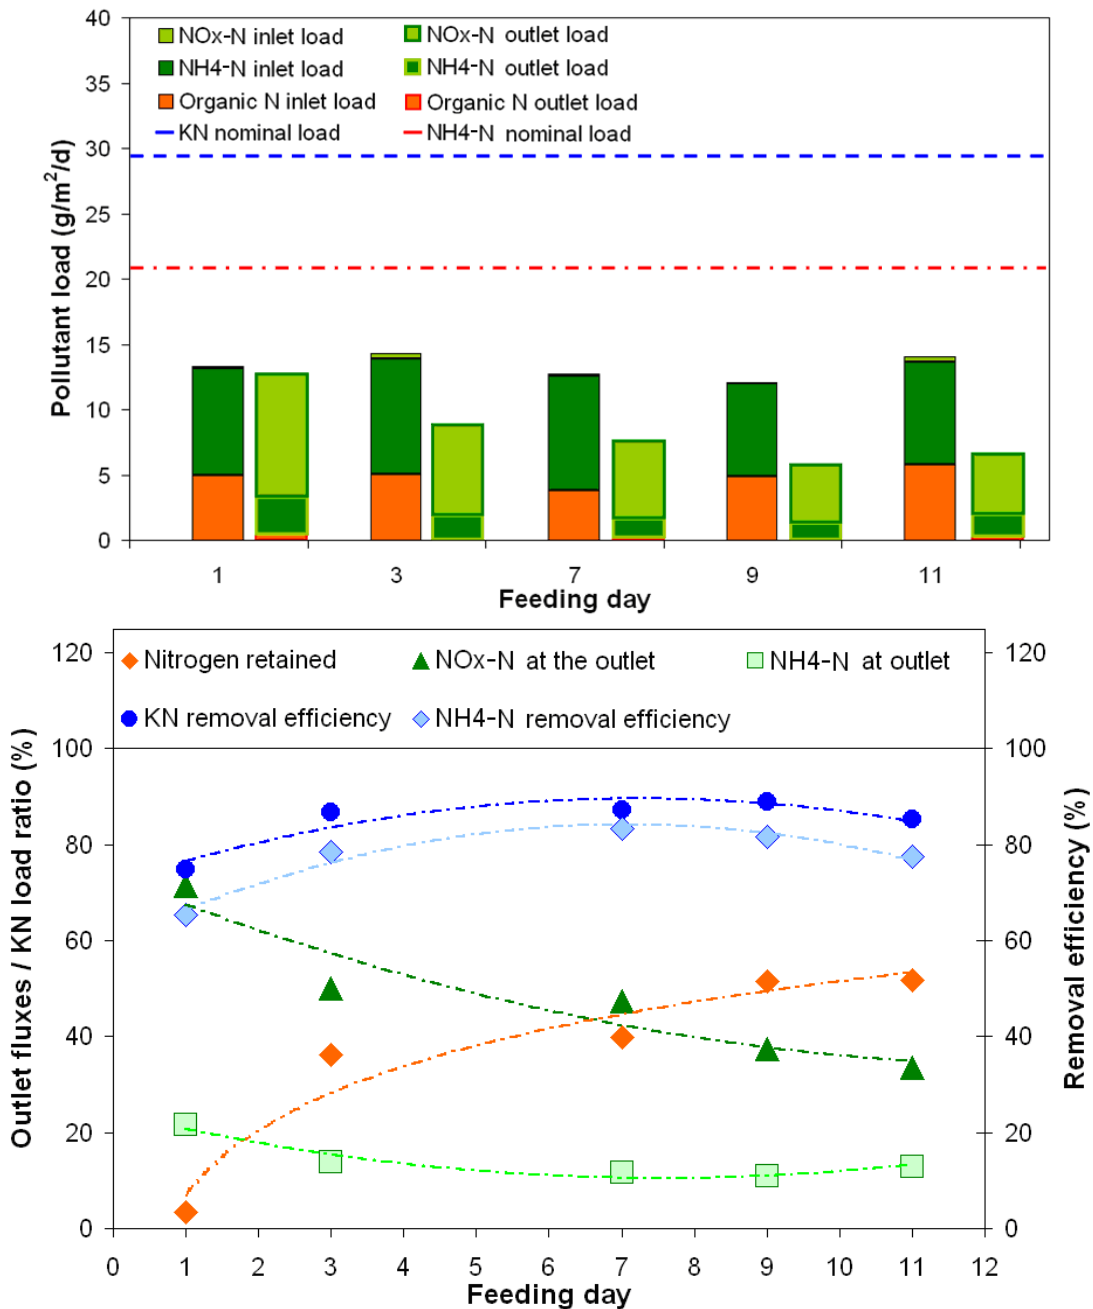 40
35
30
25
20
15
10
5
0
Pollutant load (g/m²/d)
NOx-N inlet load
NOx-N outlet load
NH4-N inlet load
NH4-N outlet load
Organic N inlet load
Organic N outlet load
KN nominal load
NH4-N nominal load
1 3 7 9 11
Feeding day
120
100
80
60
40
20
0
Outlet fluxes / KN load ratio (%)
Nitrogen retained
NOx-N at the outlet
NH4-N at outlet
KN removal efficiency
NH4-N removal efficiency
120
100
80
60
40
20
0
Removal efficiency (%)
0 1 2 3 4 5 6 7 8 9 10 11 12
Feeding day